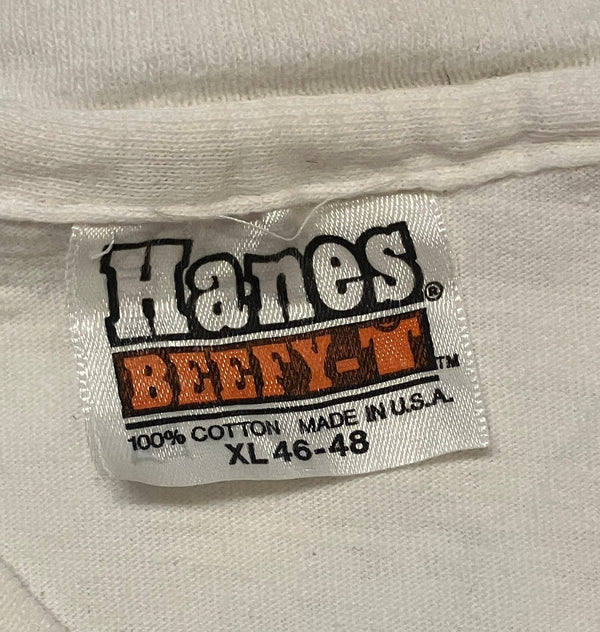 Hanes®
BEEFY-T™
100% COTTON MADE IN U.S.A.
XL 46-48